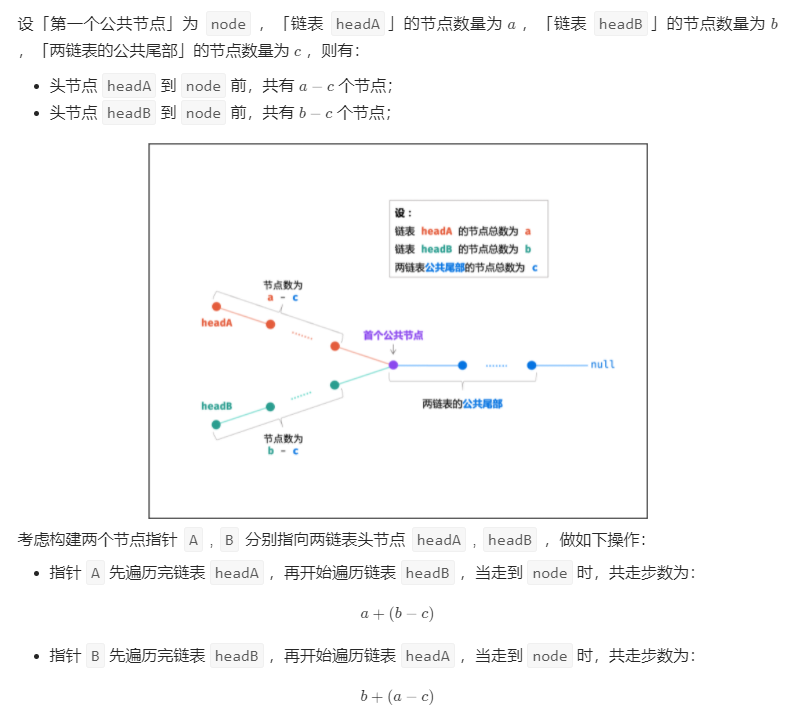 设「第一个公共节点」为 node ，「链表 headA 」的节点数量为 a ，「链表 headB 」的节点数量为 b
，「两链表的公共尾部」的节点数量为 c ，则有：
• 头节点 headA 到 node 前，共有 a − c 个节点；
• 头节点 headB 到 node 前，共有 b − c 个节点；
设：
链表 headA 的节点总数为 a
链表 headB 的节点总数为 b
两链表公共尾部的节点总数为 c
节点数为
a - c
headA
首个公共节点
null
headB
两链表的公共尾部
节点数为
b - c
考虑构建两个节点指针 A , B 分别指向两链表头节点 headA , headB ，做如下操作：
• 指针 A 先遍历完链表 headA ，再开始遍历链表 headB ，当走到 node 时，共走步数为：
a + (b − c)
• 指针 B 先遍历完链表 headB ，再开始遍历链表 headA ，当走到 node 时，共走步数为：
b + (a − c)